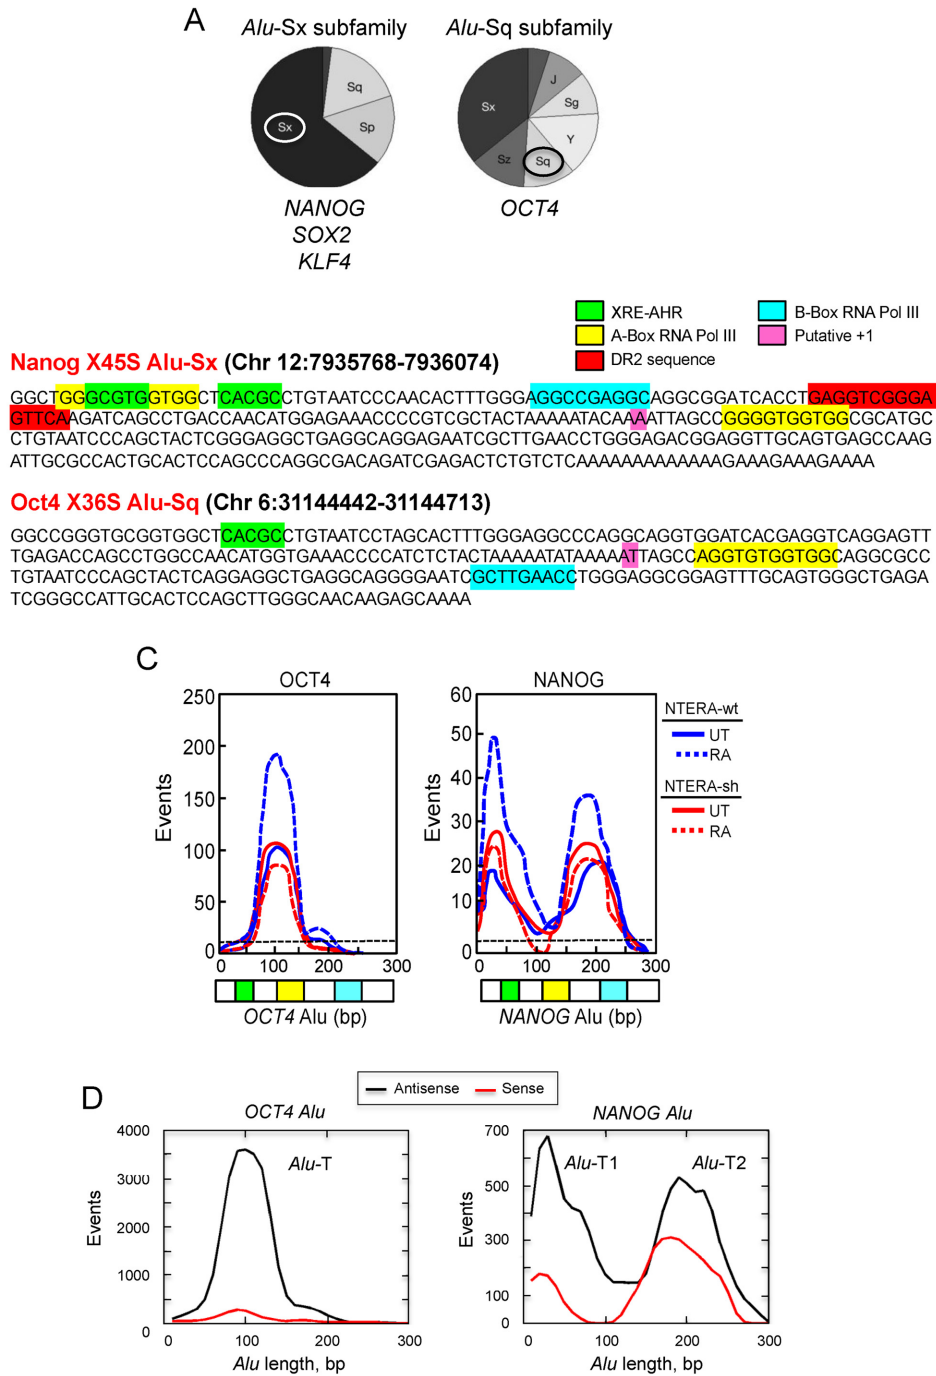 A
Alu-Sx subfamily
Alu-Sq subfamily
Sx
Sq
Sp
Sx
J
Sg
Y
Sq
Sz
NANOG
SOX2
KLF4
OCT4
XRE-AHR
B-Box RNA Pol III
A-Box RNA Pol III
Putative +1
DR2 sequence
Nanog X45S Alu-Sx (Chr 12:7935768-7936074)
GGCTGGGCGTGGTGGCTCACGCCTGTAATCCCAACACTTTGGGAGGCCGAGGCAGGCGGATCACCTGAGGTCGGGA
GTTCAAGATCAGCCTGACCAACATGGAGAAACCCCGTCGCTACTAAAAATACAAAATTAGCCGGGGTGGTGGCGCATGC
CTGTAATCCCAGCTACTCGGGAGGCTGAGGCAGGAGAATCGCTTGAACCTGGGAGACGGAGGTTGCAGTGAGCCAAG
ATTGCGCCACTGCACTCCAGCCCAGGCGACAGATCGAGACTCTGTCTCAAAAAAAAAAAAAGAAAGAAAGAAAA
Oct4 X36S Alu-Sq (Chr 6:31144442-31144713)
GGCCGGGTGCGGTGGCTCACGCCTGTAATCCTAGCACTTTGGGAGGCCCAGGCAGGTGGATCACGAGGTCAGGAGTT
TGAGACCAGCCTGGCCAACATGGTGAAACCCCATCTCTACTAAAAATATAAAAATTAGCCAGGTGTGGTGGCAGGCGCC
TGTAATCCCAGCTACTCAGGAGGCTGAGGCAGGGGAATCGCTTGAACCCTGGGAGGCGGAGTTTGCAGTGGGCTGAGA
TCGGGCCATTGCACTCCAGCTTGGGCAACAAGAGCAAAA
C
OCT4
NANOG
250
200
150
100
50
0
Events
0 100 200 300
OCT4 Alu (bp)
60
50
40
30
20
10
0
Events
0 100 200 300
NANOG Alu (bp)
NTERA-wt
UT
RA
NTERA-sh
UT
RA
D
Antisense
Sense
OCT4 Alu
NANOG Alu
4000
3000
2000
1000
0
Events
Alu-T
0 100 200 300
Alu length, bp
700
500
300
100
0
Events
Alu-T1
Alu-T2
0 100 200 300
Alu length, bp